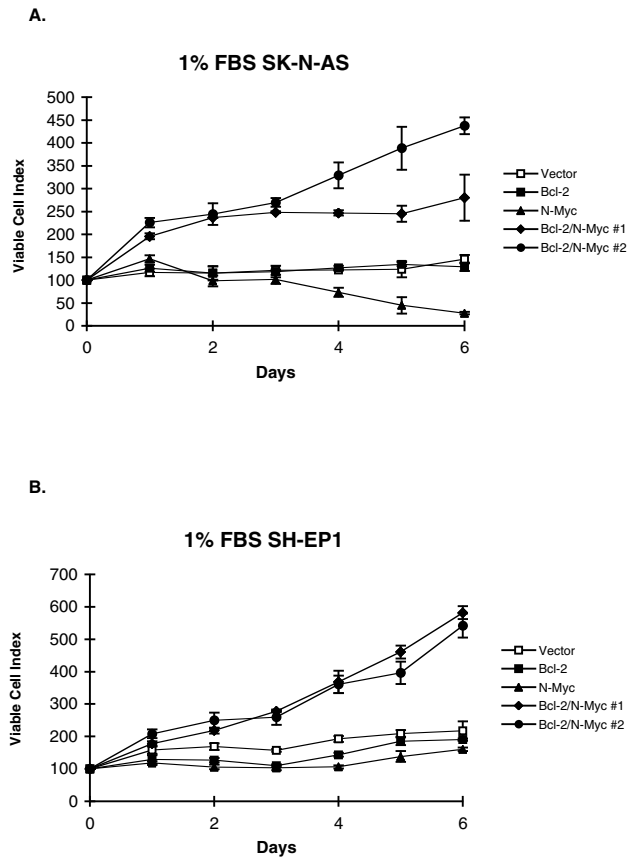 A.
1% FBS SK-N-AS
500
450
400
350
300
250
200
150
100
50
0
Viable Cell Index
0 2 4 6
Days
Vector
Bcl-2
N-Myc
Bcl-2/N-Myc #1
Bcl-2/N-Myc #2
B.
1% FBS SH-EP1
700
600
500
400
300
200
100
0
Viable Cell Index
0 2 4 6
Days
Vector
Bcl-2
N-Myc
Bcl-2/N-Myc #1
Bcl-2/N-Myc #2